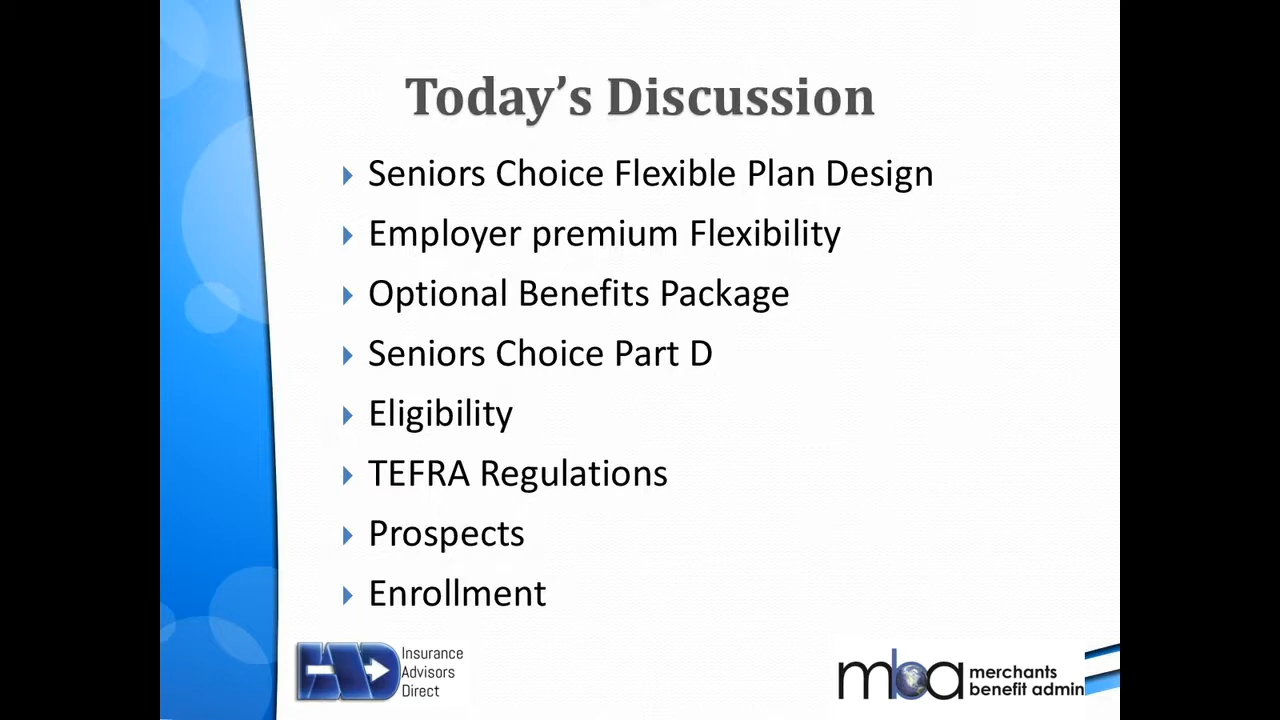 Today's Discussion
Seniors Choice Flexible Plan Design
Employer premium Flexibility
Optional Benefits Package
Seniors Choice Part D
Eligibility
TEFRA Regulations
Prospects
Enrollment
IAD
Insurance
Advisors
Direct
mba
merchants
benefit admin